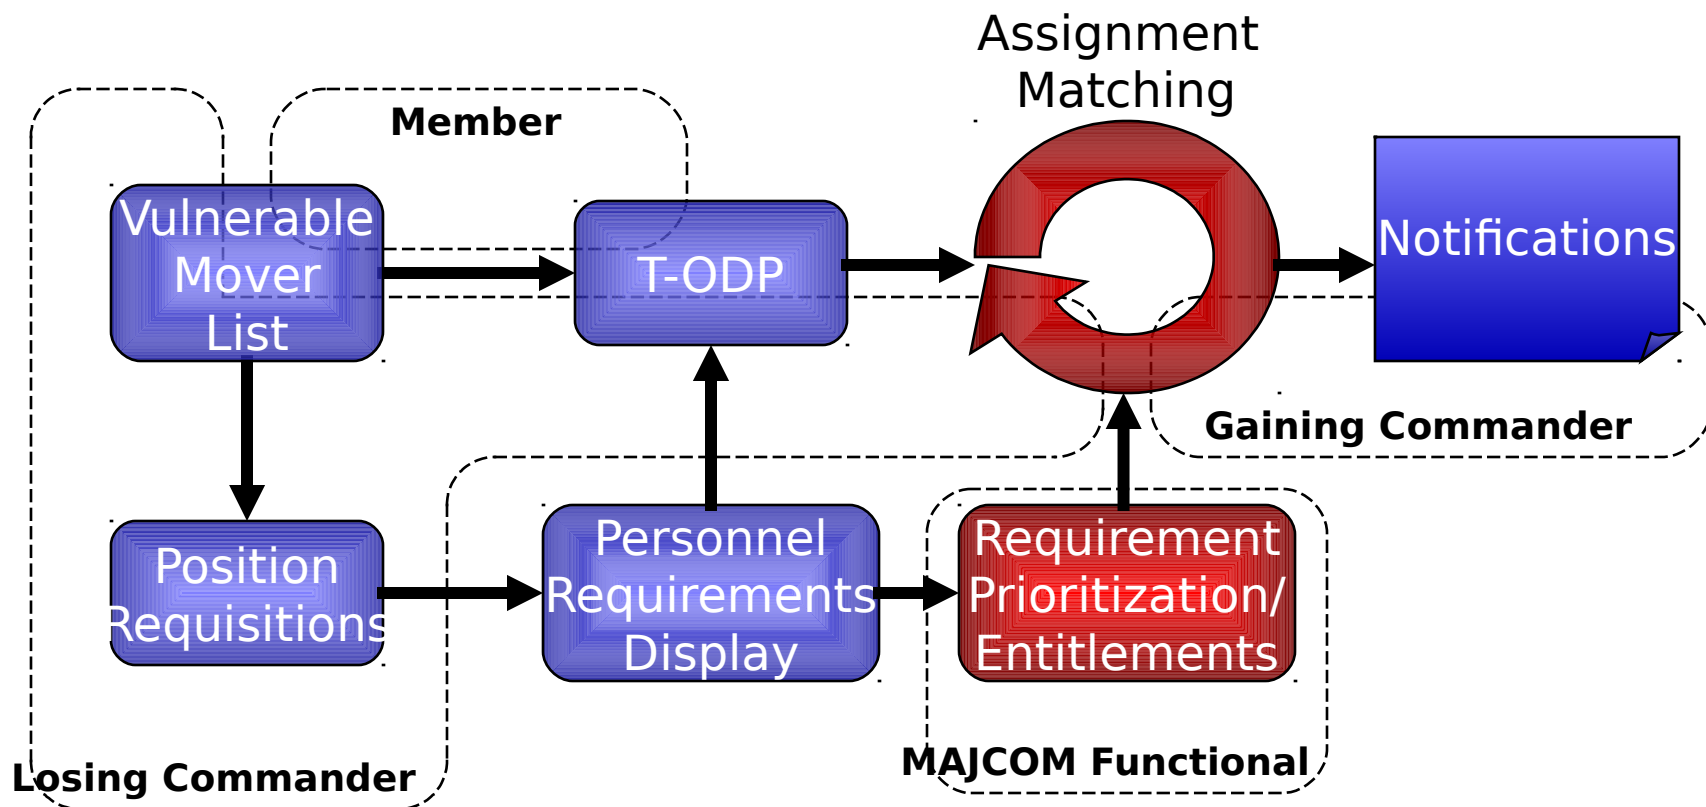 Assignment
Matching
Member
Vulnerable
Mover
List
T-ODP
Notifications
Gaining Commander
Position
Requisitions
Personnel
Requirements
Display
Requirement
Prioritization/
Entitlements
Losing Commander
MAJCOM Functional